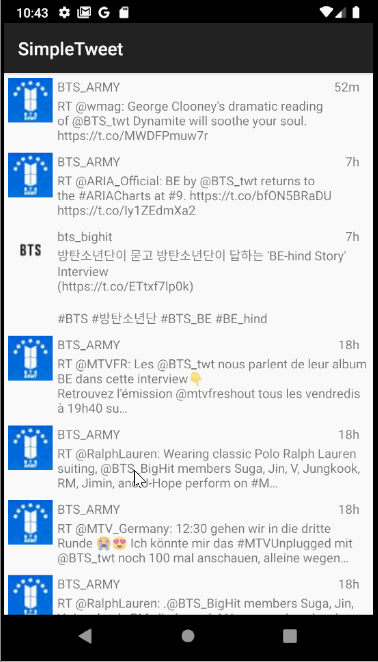 10:43
SimpleTweet
BTS_ARMY 52m
RT @wmag: George Clooney's dramatic reading
of @BTS_twt Dynamite will soothe your soul.
https://t.co/MWDFPmuw7r
BTS_ARMY 7h
RT @ARIA_Official: BE by @BTS_twt returns to
the #ARIACharts at #9. https://t.co/bfON5BRaDU
https://t.co/Iy1ZEdmXa2
BTS
bts_bighit 7h
방탄소년단이 묻고 방탄소년단이 답하는 'BE-hind Story'
Interview
(https://t.co/ETtxf7lp0k)
#BTS #방탄소년단 #BTS_BE #BE_hind
BTS_ARMY 18h
RT @MTVFR: Les @BTS_twt nous parlent de leur album
BE dans cette interview👇
Retrouvez l'émission @mtvfreshout tous les vendredis
à 19h40 su…
BTS_ARMY 18h
RT @RalphLauren: Wearing classic Polo Ralph Lauren
suiting, @BTS_BigHit members Suga, Jin, V, Jungkook,
RM, Jimin, and J-Hope perform on #M…
BTS_ARMY 18h
RT @MTV_Germany: 12:30 gehen wir in die dritte
Runde 😭😍 Ich könnte mir das #MTVUnplugged mit
@BTS_twt noch 100 mal anschauen, alleine wegen…
BTS_ARMY 18h
RT @RalphLauren: .@BTS_BigHit members Suga, Jin,